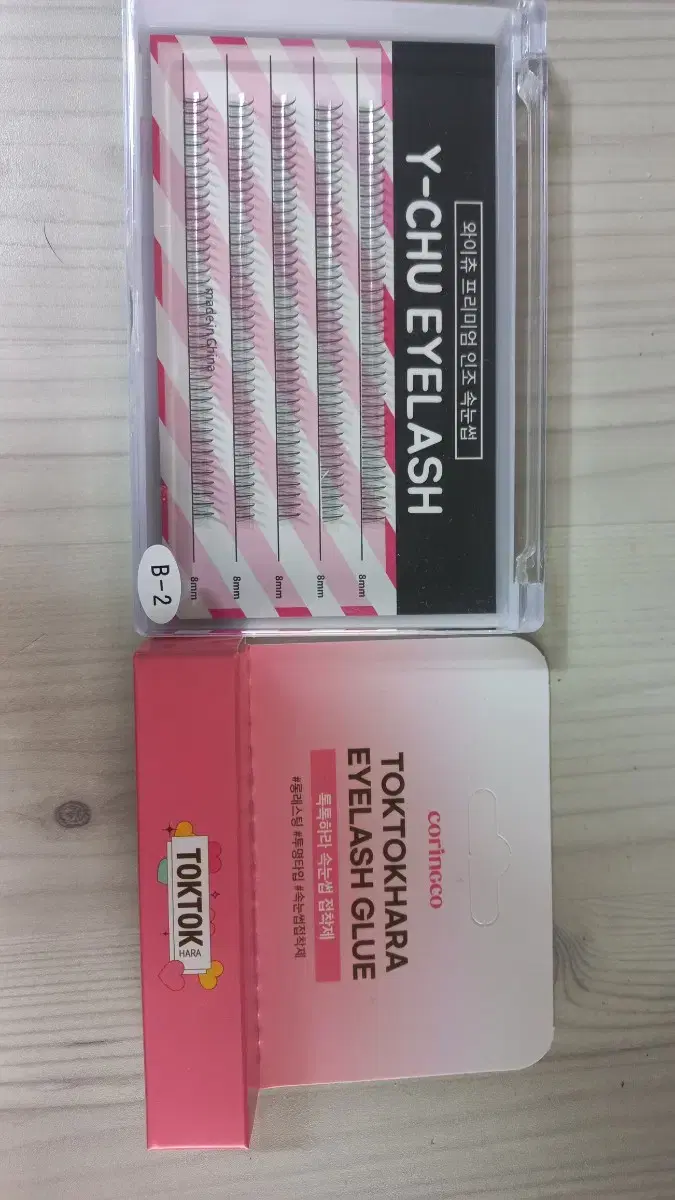 와이츄 프리미엄 인조 속눈썹
Y-CHU EYELASH
8mm
8mm
8mm
8mm
8mm
made in China
B-2
coringco
TOKTOKHARA
EYELASH GLUE
톡톡하라 속눈썹 접착제
#롱래스팅 #투명타입 #속눈썹접착제
TOKTOK
HARA